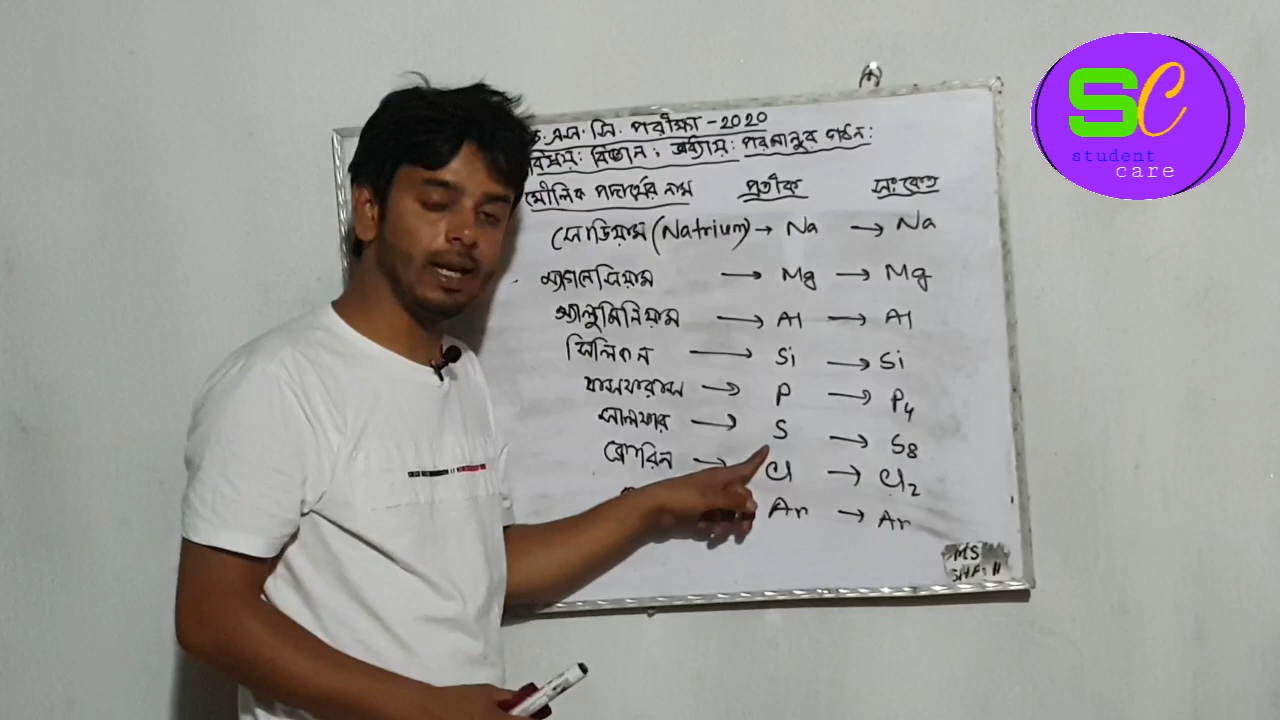 এস. সি. পরীক্ষা - 2020
বিষয়: বিজ্ঞান; অধ্যায়: পরমানুর গঠন:
মৌলিক পদার্থের নাম প্রতীক সংকেত
সোডিয়াম (Natrium) → Na → Na
ম্যাগনেসিয়াম → Mg → Mg
অ্যালুমিনিয়াম → Al → Al
সিলিকন → Si → Si
ফসফরাস → P → P₄
সালফার → S → S₈
ক্লোরিন → Cl → Cl₂
Ar → Ar
MS
SC
student
care